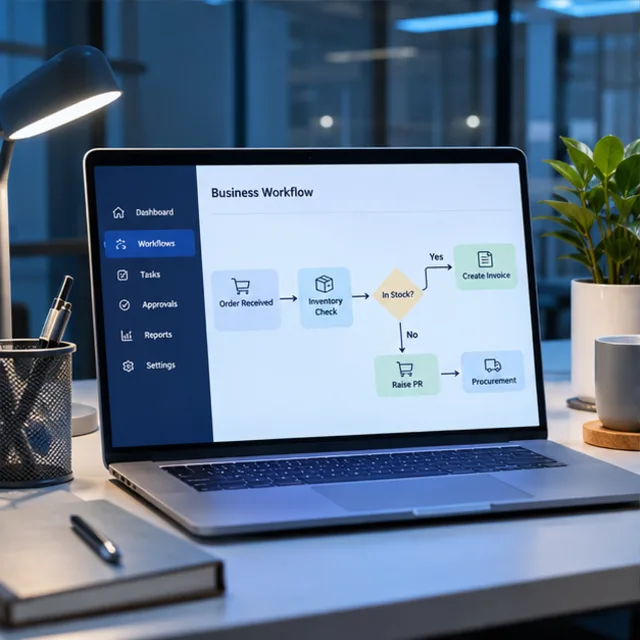 Business Workflow
Dashboard
Workflows
Tasks
Approvals
Reports
Settings
Order Received
Inventory
Check
In Stock?
Yes
Create Invoice
No
Raise PR
Procurement